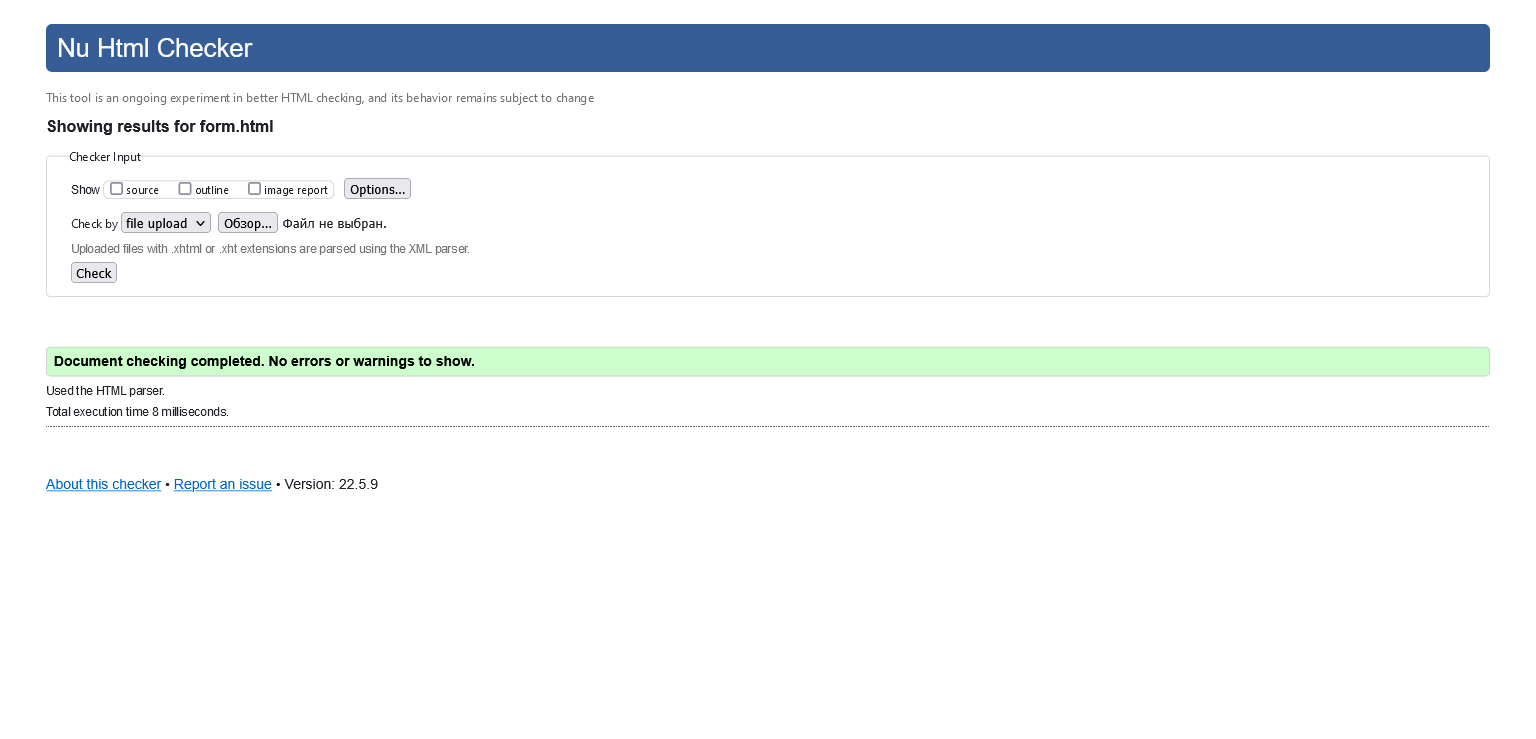 Nu Html Checker
This tool is an ongoing experiment in better HTML checking, and its behavior remains subject to change
Showing results for form.html
Checker Input
Show source outline image report Options...
Check by file upload Обзор... Файл не выбран.
Uploaded files with .xhtml or .xht extensions are parsed using the XML parser.
Check
Document checking completed. No errors or warnings to show.
Used the HTML parser.
Total execution time 8 milliseconds.
About this checker • Report an issue • Version: 22.5.9